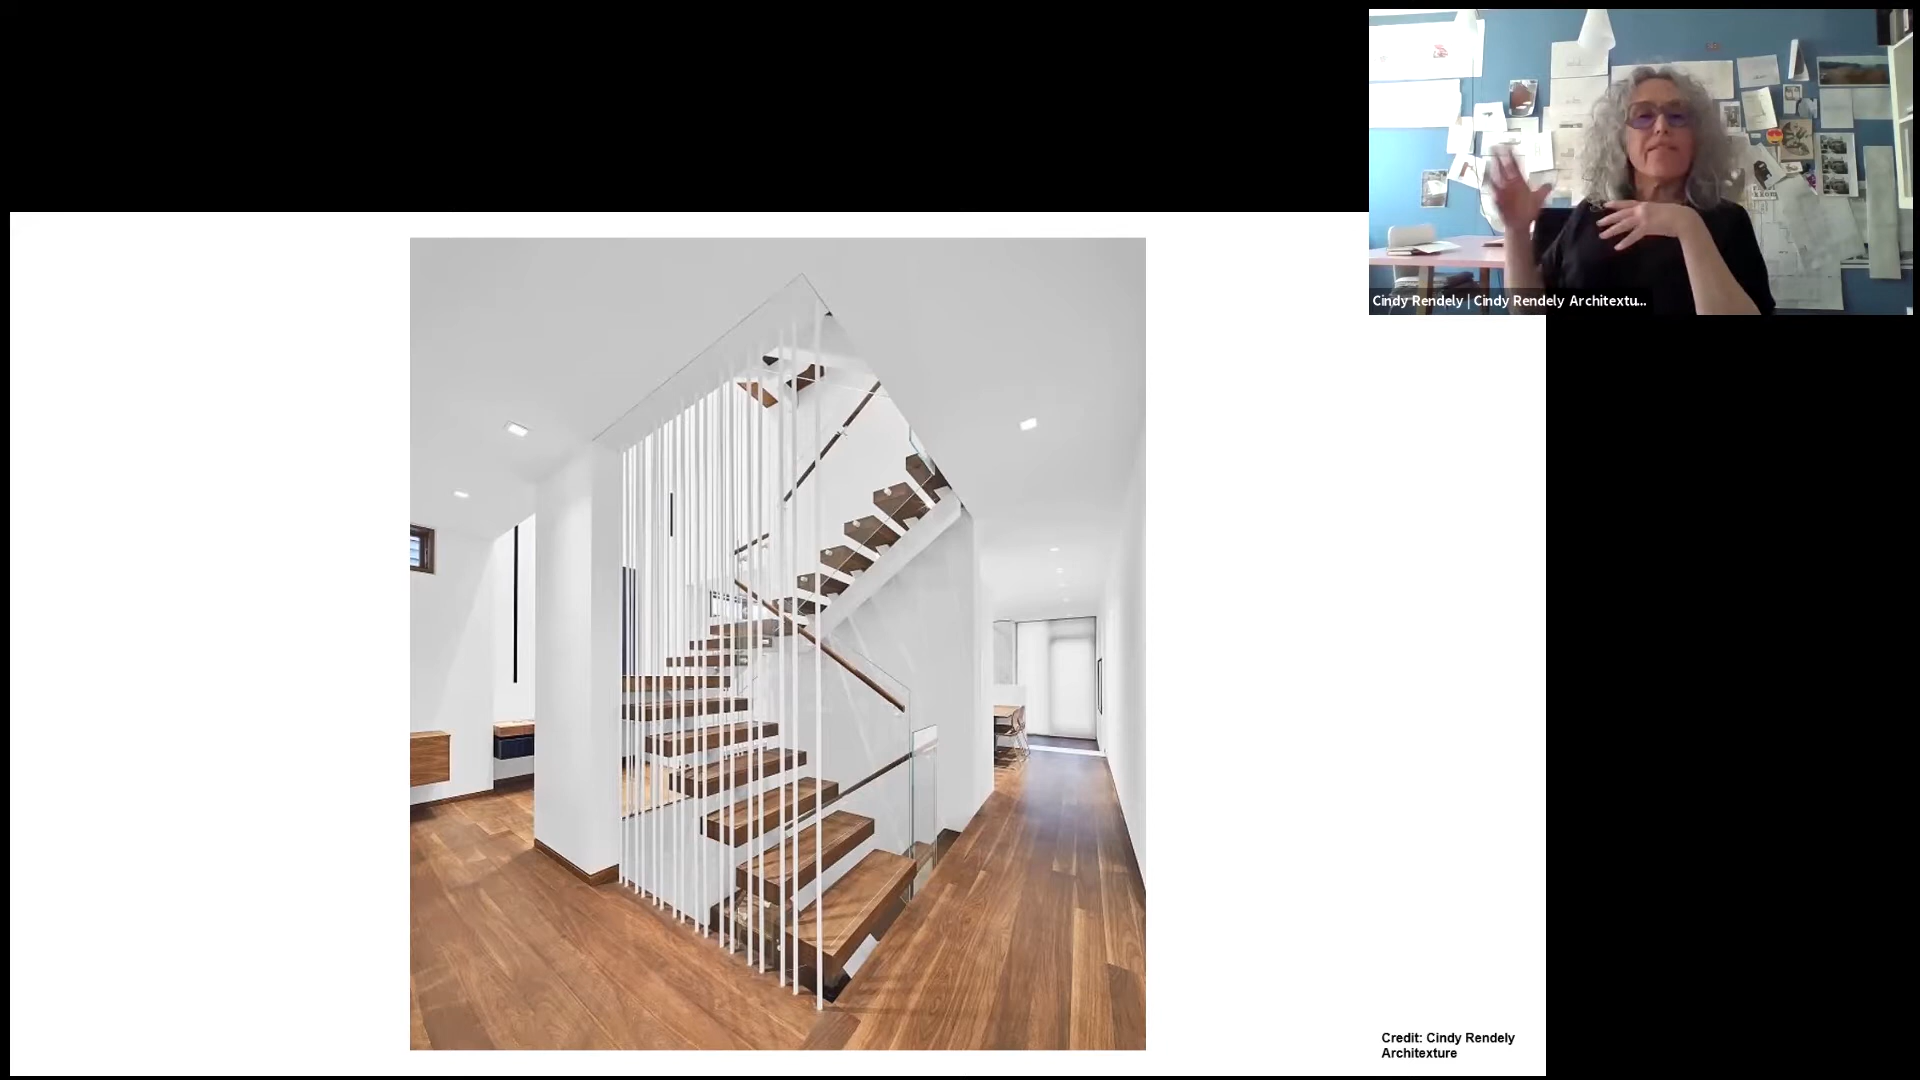 Cindy Rendely | Cindy Rendely Architextu...
Credit: Cindy Rendely
Architexture